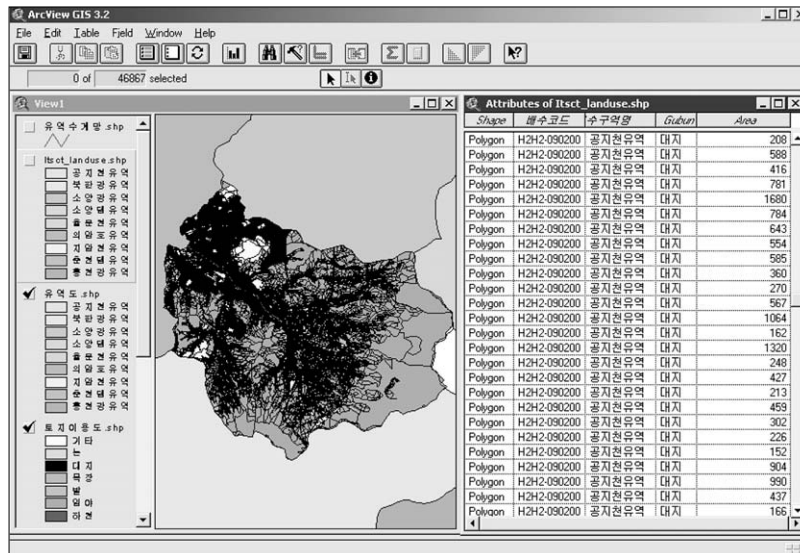 ArcView GIS 3.2
File Edit Table Field Window Help
0 of 46867 selected
View1
유역수계망.shp
Itsct_landuse.shp
공지천유역
북한강유역
소양강유역
소양댐유역
율문천유역
의암호유역
지암천유역
춘천댐유역
홍천강유역
유역도.shp
공지천유역
북한강유역
소양강유역
소양댐유역
율문천유역
의암호유역
지암천유역
춘천댐유역
홍천강유역
토지이용도.shp
기타
논
대지
목장
밭
임야
하천
Attributes of Itsct_landuse.shp
Shape 배수코드 수구역명 Gubun Area
Polygon H2H2-090200 공지천유역 대지 208
Polygon H2H2-090200 공지천유역 대지 588
Polygon H2H2-090200 공지천유역 대지 416
Polygon H2H2-090200 공지천유역 대지 781
Polygon H2H2-090200 공지천유역 대지 1680
Polygon H2H2-090200 공지천유역 대지 784
Polygon H2H2-090200 공지천유역 대지 643
Polygon H2H2-090200 공지천유역 대지 554
Polygon H2H2-090200 공지천유역 대지 585
Polygon H2H2-090200 공지천유역 대지 360
Polygon H2H2-090200 공지천유역 대지 270
Polygon H2H2-090200 공지천유역 대지 567
Polygon H2H2-090200 공지천유역 대지 1064
Polygon H2H2-090200 공지천유역 대지 162
Polygon H2H2-090200 공지천유역 대지 1320
Polygon H2H2-090200 공지천유역 대지 248
Polygon H2H2-090200 공지천유역 대지 427
Polygon H2H2-090200 공지천유역 대지 213
Polygon H2H2-090200 공지천유역 대지 459
Polygon H2H2-090200 공지천유역 대지 302
Polygon H2H2-090200 공지천유역 대지 226
Polygon H2H2-090200 공지천유역 대지 152
Polygon H2H2-090200 공지천유역 대지 904
Polygon H2H2-090200 공지천유역 대지 990
Polygon H2H2-090200 공지천유역 대지 437
Polygon H2H2-090200 공지천유역 대지 166